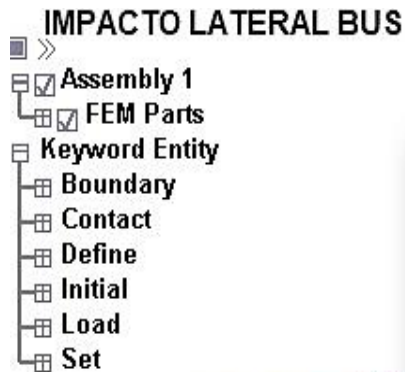 IMPACTO LATERAL BUS
Assembly 1
FEM Parts
Keyword Entity
Boundary
Contact
Define
Initial
Load
Set